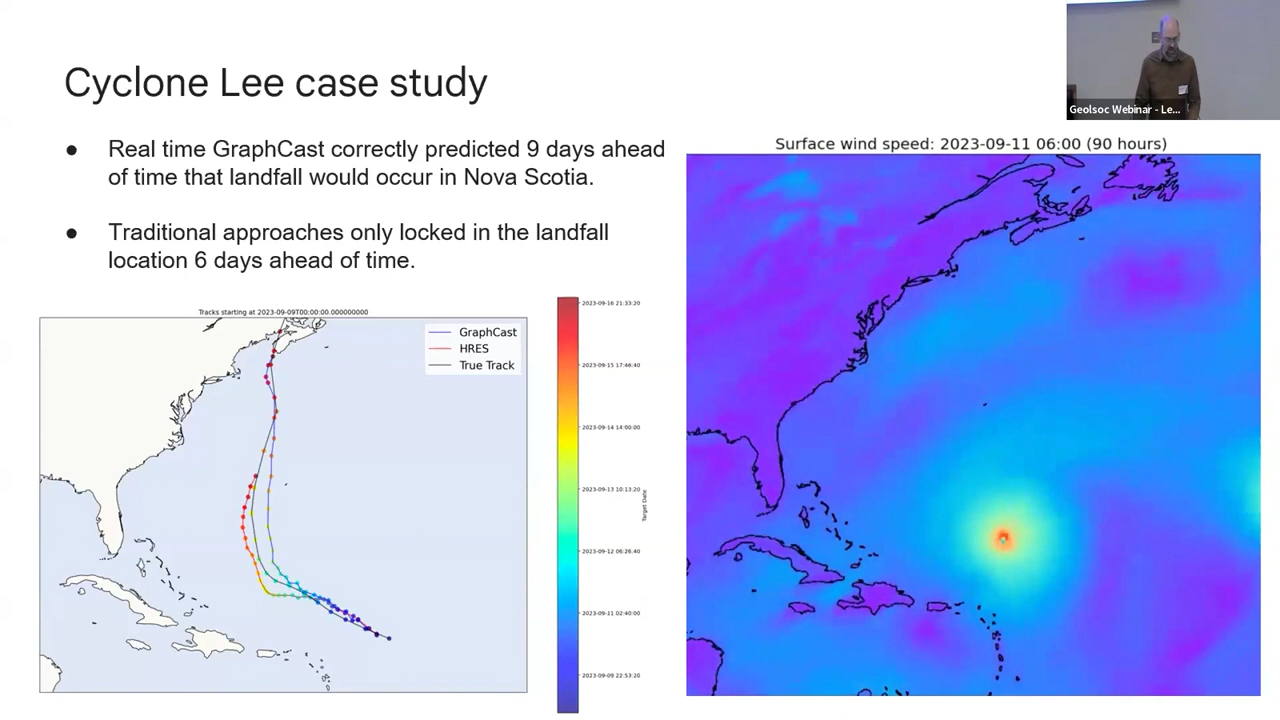 Cyclone Lee case study
Geolsoc Webinar - Le...
● Real time GraphCast correctly predicted 9 days ahead
of time that landfall would occur in Nova Scotia.
● Traditional approaches only locked in the landfall
location 6 days ahead of time.
Tracks starting at 2023-09-09T00:00:00.000000000
GraphCast
HRES
True Track
2023-09-16 21:33:20
2023-09-15 17:46:40
2023-09-14 14:00:00
2023-09-13 10:13:20
2023-09-12 06:26:40
2023-09-11 02:40:00
2023-09-09 22:53:20
Target Date
Surface wind speed: 2023-09-11 06:00 (90 hours)